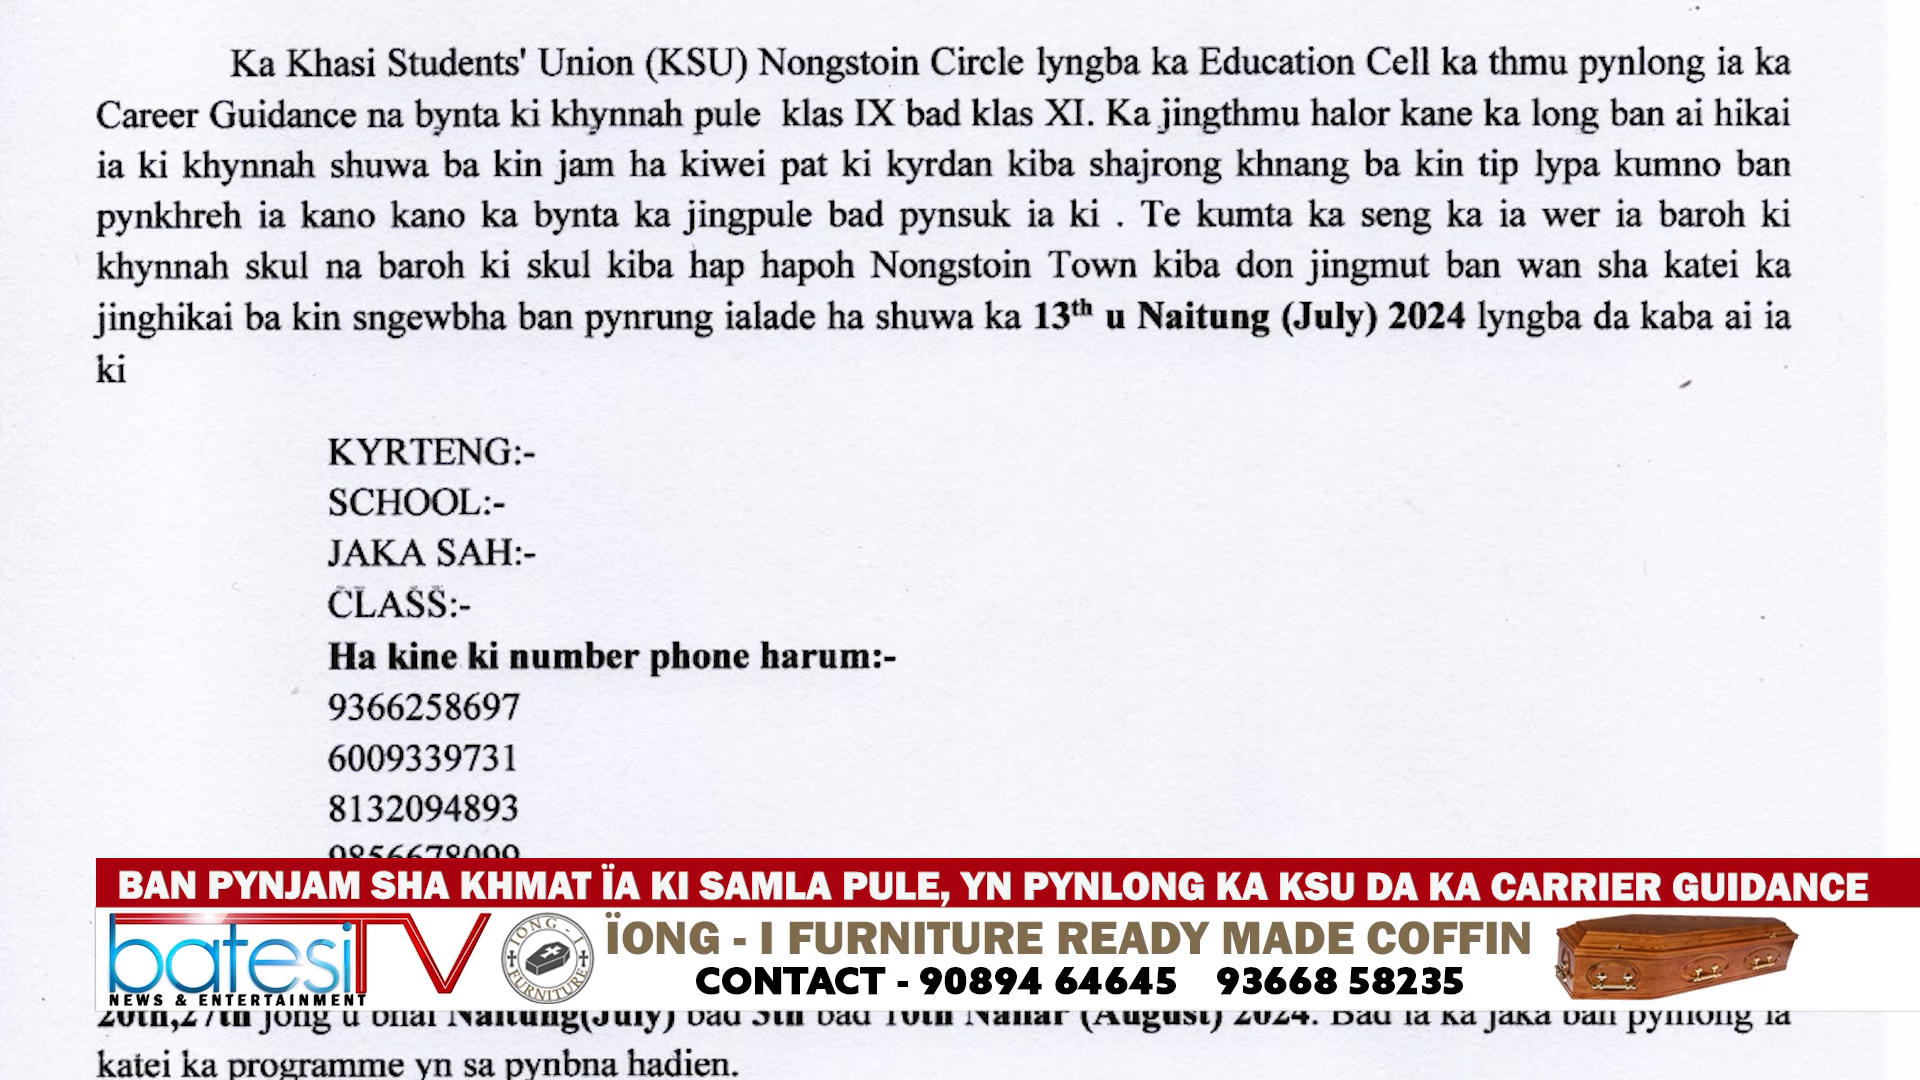 Ka Khasi Students' Union (KSU) Nongstoin Circle lyngba ka Education Cell ka thmu pynlong ia ka
Career Guidance na bynta ki khynnah pule klas IX bad klas XI. Ka jingthmu halor kane ka long ban ai hikai
ia ki khynnah shuwa ba kin jam ha kiwei pat ki kyrdan kiba shajrong khnang ba kin tip lypa kumno ban
pynkhreh ia kano kano ka bynta ka jingpule bad pynsuk ia ki . Te kumta ka seng ka ia wer ia baroh ki
khynnah skul na baroh ki skul kiba hap hapoh Nongstoin Town kiba don jingmut ban wan sha katei ka
jinghikai ba kin sngewbha ban pynrung ialade ha shuwa ka 13th u Naitung (July) 2024 lyngba da kaba ai ia
ki
KYRTENG:-
SCHOOL:-
JAKA SAH:-
CLASS:-
Ha kine ki number phone harum:-
9366258697
6009339731
8132094893
9856678099
BAN PYNJAM SHA KHMAT ÏA KI SAMLA PULE, YN PYNLONG KA KSU DA KA CARRIER GUIDANCE
batesi TV
NEWS & ENTERTAINMENT
ÏONG - I
FURNITURE
ÏONG - I FURNITURE READY MADE COFFIN
CONTACT - 90894 64645 93668 58235
20th,27th jong u bnai Naitung(July) bad 3th bad 10th Nailar (August) 2024. Bad ia ka jaka ban pynlong ia
katei ka programme yn sa pynbna hadien.